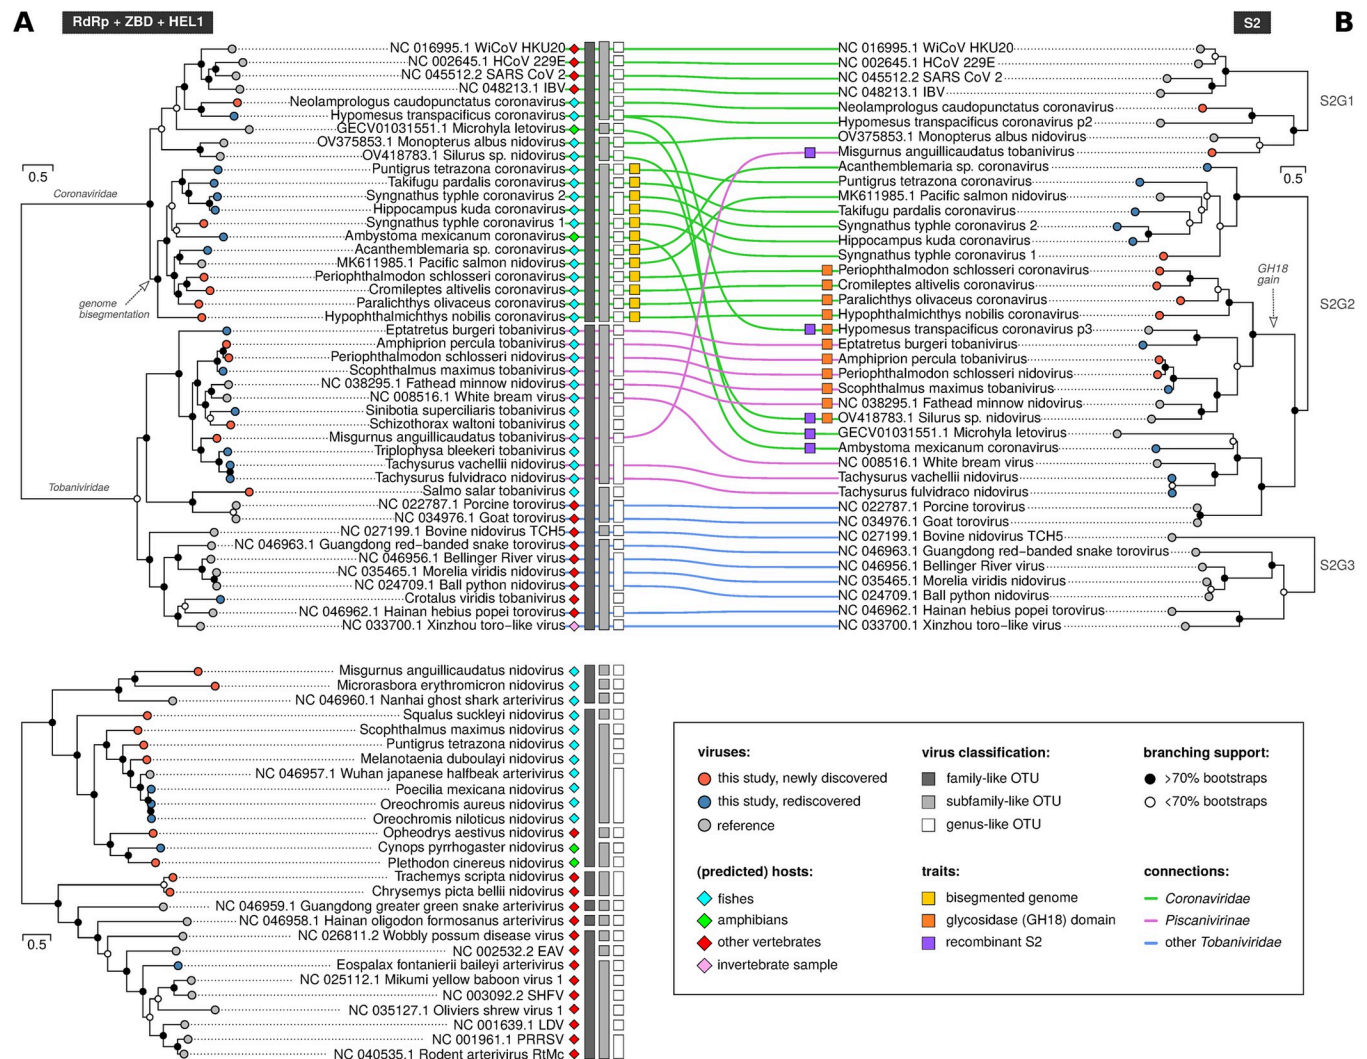 A
RdRp + ZBD + HEL1
S2
B
NC 016995.1 WiCoV HKU20
NC 002645.1 HCoV 229E
NC 045512.2 SARS CoV 2
NC 048213.1 IBV
Neolamprologus caudopunctatus coronavirus
Hypomesus transpacificus coronavirus
GECV01031551.1 Microhyla letovirus
OV375853.1 Monopterus albus nidovirus
OV418783.1 Silurus sp. nidovirus
Puntigrus tetrazona coronavirus
Takifugu pardalis coronavirus
Syngnathus typhle coronavirus 2
Hippocampus kuda coronavirus
Syngnathus typhle coronavirus 1
Ambystoma mexicanum coronavirus
Acanthemblemaria sp. coronavirus
MK611985.1 Pacific salmon nidovirus
Periophthalmodon schlosseri coronavirus
Cromileptes altivelis coronavirus
Paralichthys olivaceus coronavirus
Hypophthalmichthys nobilis coronavirus
Eptatretus burgeri tobanivirus
Amphiprion percula tobanivirus
Periophthalmodon schlosseri nidovirus
Scophthalmus maximus tobanivirus
NC 038295.1 Fathead minnow nidovirus
NC 008516.1 White bream virus
Sinibotia superciliaris tobanivirus
Schizothorax waltoni tobanivirus
Misgurnus anguillicaudatus tobanivirus
Triplophysa bleekeri tobanivirus
Tachysurus vachellii nidovirus
Tachysurus fulvidraco nidovirus
Salmo salar tobanivirus
NC 022787.1 Porcine torovirus
NC 034976.1 Goat torovirus
NC 027199.1 Bovine nidovirus TCH5
NC 046963.1 Guangdong red-banded snake torovirus
NC 046956.1 Bellinger River virus
NC 035465.1 Morelia viridis nidovirus
NC 024709.1 Ball python nidovirus
Crotalus viridis tobanivirus
NC 046962.1 Hainan hebius popei torovirus
NC 033700.1 Xinzhou toro-like virus
0.5
Coronaviridae
genome
bisegmentation
Tobaniviridae
NC 016995.1 WiCoV HKU20
NC 002645.1 HCoV 229E
NC 045512.2 SARS CoV 2
NC 048213.1 IBV
Neolamprologus caudopunctatus coronavirus
Hypomesus transpacificus coronavirus p2
OV375853.1 Monopterus albus nidovirus
Misgurnus anguillicaudatus tobanivirus
Acanthemblemaria sp. coronavirus
Puntigrus tetrazona coronavirus
MK611985.1 Pacific salmon nidovirus
Takifugu pardalis coronavirus
Syngnathus typhle coronavirus 2
Hippocampus kuda coronavirus
Syngnathus typhle coronavirus 1
Periophthalmodon schlosseri coronavirus
Cromileptes altivelis coronavirus
Paralichthys olivaceus coronavirus
Hypophthalmichthys nobilis coronavirus
Hypomesus transpacificus coronavirus p3
Eptatretus burgeri tobanivirus
Amphiprion percula tobanivirus
Periophthalmodon schlosseri nidovirus
Scophthalmus maximus tobanivirus
NC 038295.1 Fathead minnow nidovirus
OV418783.1 Silurus sp. nidovirus
GECV01031551.1 Microhyla letovirus
Ambystoma mexicanum coronavirus
NC 008516.1 White bream virus
Tachysurus vachellii nidovirus
Tachysurus fulvidraco nidovirus
NC 022787.1 Porcine torovirus
NC 034976.1 Goat torovirus
NC 027199.1 Bovine nidovirus TCH5
NC 046963.1 Guangdong red-banded snake torovirus
NC 046956.1 Bellinger River virus
NC 035465.1 Morelia viridis nidovirus
NC 024709.1 Ball python nidovirus
NC 046962.1 Hainan hebius popei torovirus
NC 033700.1 Xinzhou toro-like virus
S2G1
0.5
GH18
gain
S2G2
S2G3
Misgurnus anguillicaudatus nidovirus
Microrasbora erythromicron nidovirus
NC 046960.1 Nanhai ghost shark arterivirus
Squalus suckleyi nidovirus
Scophthalmus maximus nidovirus
Puntigrus tetrazona nidovirus
Melanotaenia duboulayi nidovirus
NC 046957.1 Wuhan japanese halfbeak arterivirus
Poecilia mexicana nidovirus
Oreochromis aureus nidovirus
Oreochromis niloticus nidovirus
Opheodrys aestivus nidovirus
Cynops pyrrhogaster nidovirus
Plethodon cinereus nidovirus
Trachemys scripta nidovirus
Chrysemys picta bellii nidovirus
NC 046959.1 Guangdong greater green snake arterivirus
NC 046958.1 Hainan oligodon formosanus arterivirus
NC 026811.2 Wobbly possum disease virus
NC 002532.2 EAV
Eospalax fontanierii baileyi arterivirus
NC 025112.1 Mikumi yellow baboon virus 1
NC 003092.2 SHFV
NC 035127.1 Oliviers shrew virus 1
NC 001639.1 LDV
NC 001961.1 PRRSV
NC 040535.1 Rodent arterivirus RtMc
0.5
viruses:
this study, newly discovered
this study, rediscovered
reference
virus classification:
family-like OTU
subfamily-like OTU
genus-like OTU
branching support:
>70% bootstraps
<70% bootstraps
(predicted) hosts:
fishes
amphibians
other vertebrates
invertebrate sample
traits:
bisegmented genome
glycosidase (GH18) domain
recombinant S2
connections:
Coronaviridae
Piscanivirinae
other Tobaniviridae